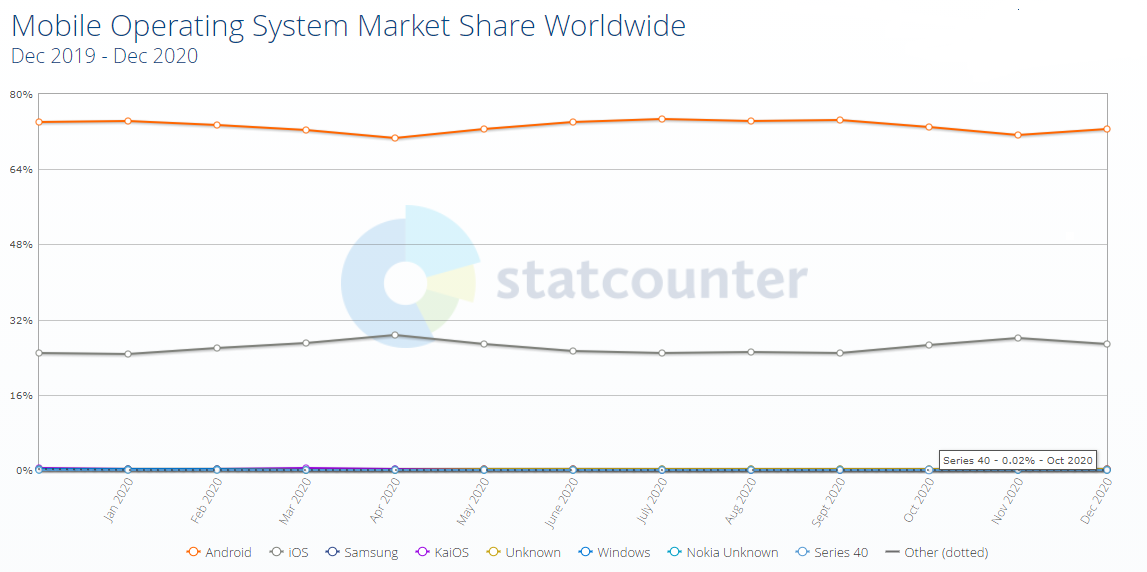 Mobile Operating System Market Share Worldwide
Dec 2019 - Dec 2020
80%
64%
48%
32%
16%
0%
statcounter
Series 40 - 0.02% - Oct 2020
Jan 2020
Feb 2020
Mar 2020
Apr 2020
May 2020
June 2020
July 2020
Aug 2020
Sept 2020
Oct 2020
Nov 2020
Dec 2020
Android iOS Samsung KaiOS Unknown Windows Nokia Unknown Series 40 Other (dotted)